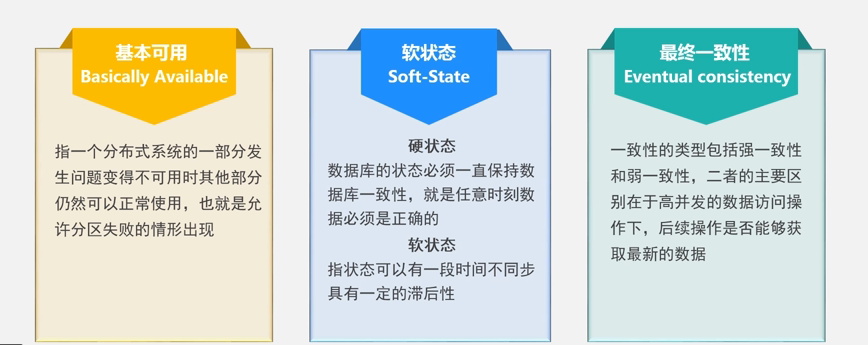 基本可用
Basically Available
指一个分布式系统的一部分发
生问题变得不可用时其他部分
仍然可以正常使用，也就是允
许分区失败的情形出现
软状态
Soft-State
硬状态
数据库的状态必须一直保持数
据库一致性，就是任意时刻数
据必须是正确的
软状态
指状态可以有一段时间不同步
具有一定的滞后性
最终一致性
Eventual consistency
一致性的类型包括强一致性
和弱一致性，二者的主要区
别在于高并发的数据访问操
作下，后续操作是否能够获
取最新的数据